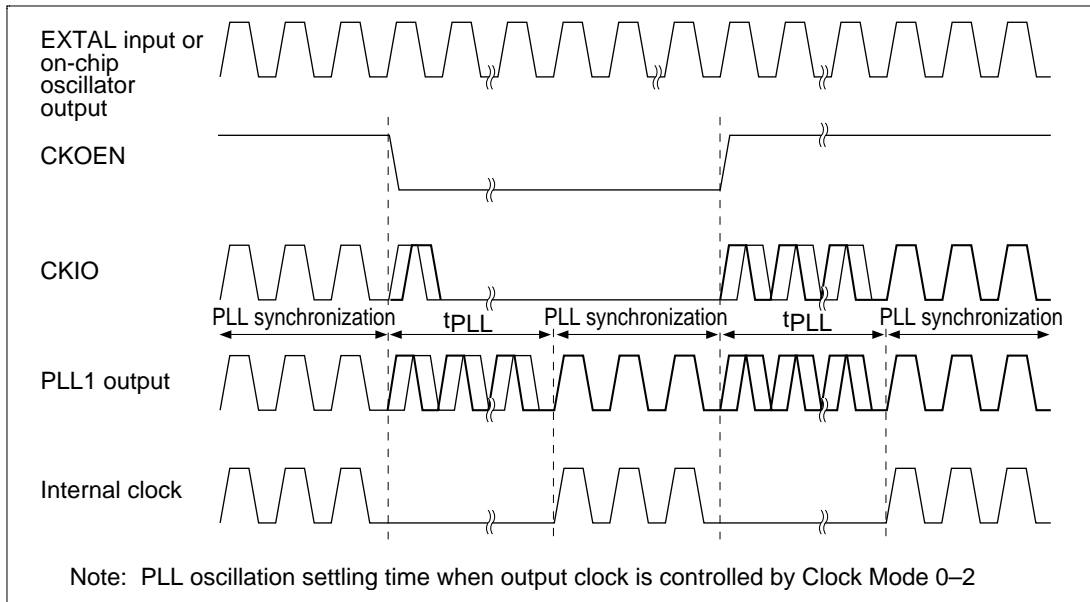 EXTAL input or
on-chip
oscillator
output
CKOEN
CKIO
PLL synchronization tPLL PLL synchronization tPLL PLL synchronization
PLL1 output
Internal clock
Note: PLL oscillation settling time when output clock is controlled by Clock Mode 0–2